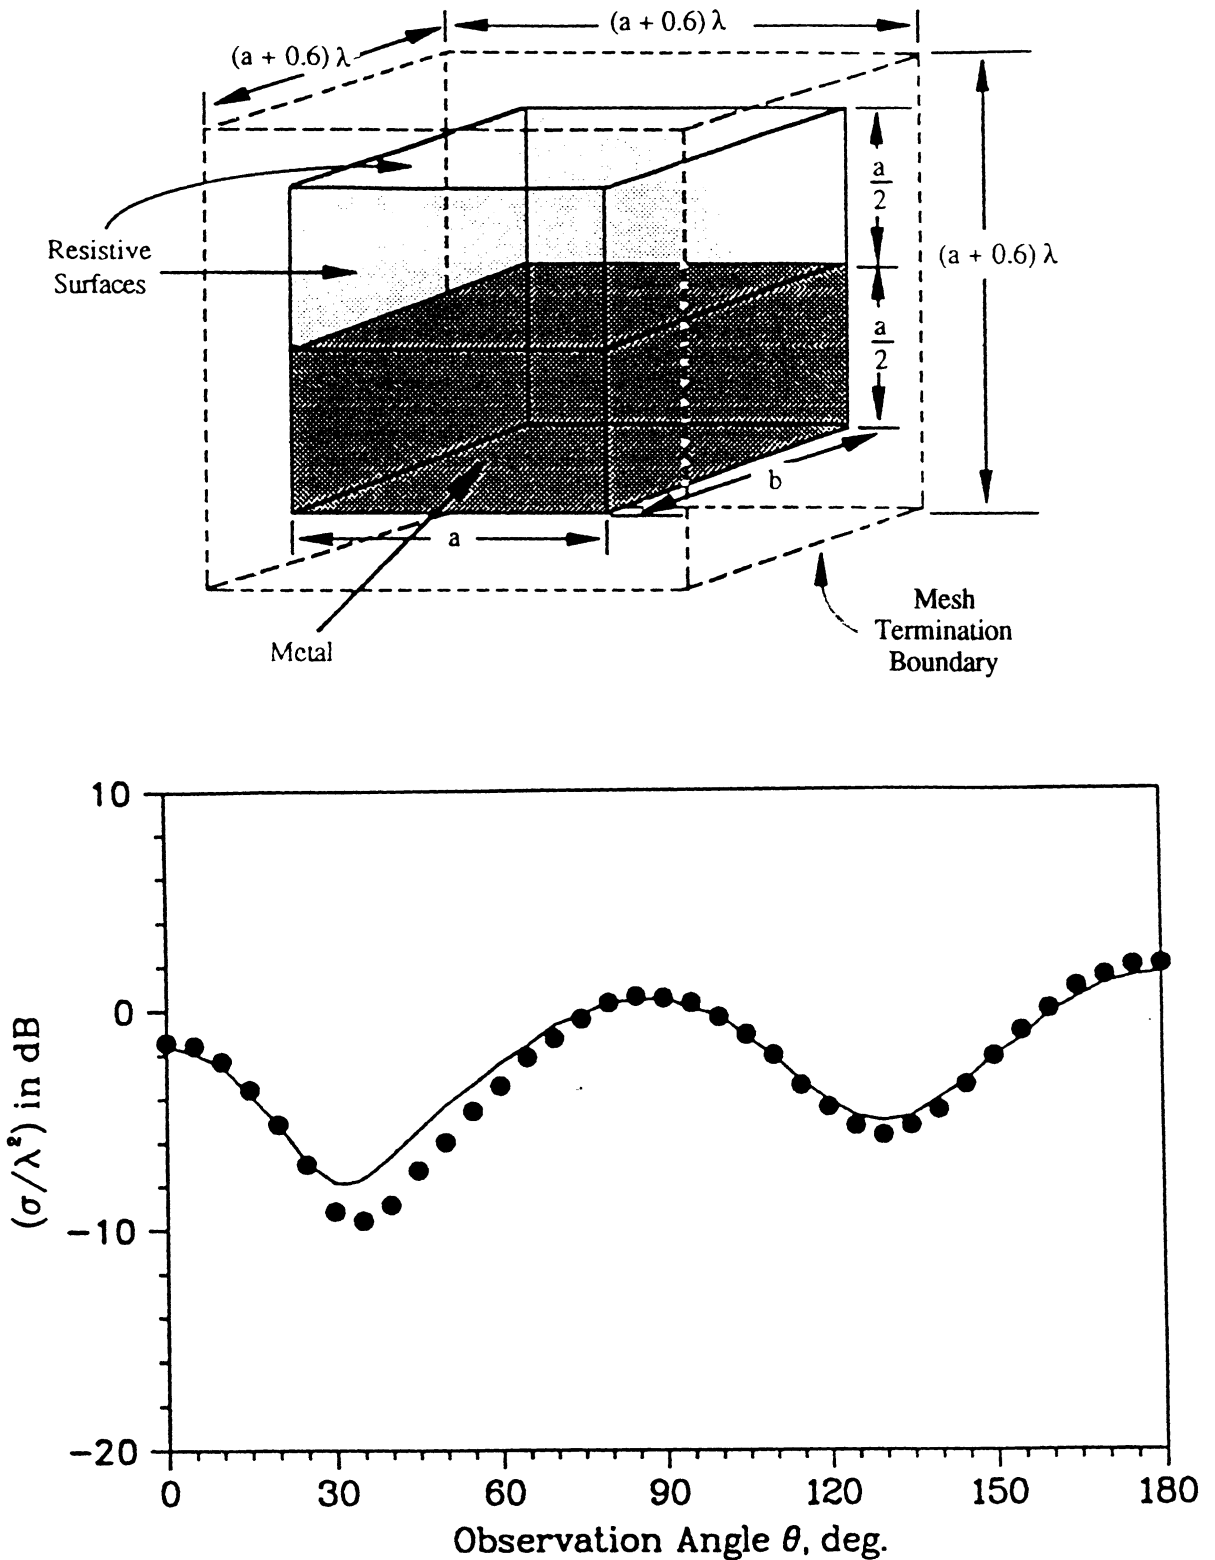 (a + 0.6) λ
(a + 0.6) λ
a
2
Resistive
Surfaces
(a + 0.6) λ
a
2
b
a
Mesh
Termination
Boundary
Metal
10
0
−10
−20
(σ/λ²) in dB
0 30 60 90 120 150 180
Observation Angle θ, deg.